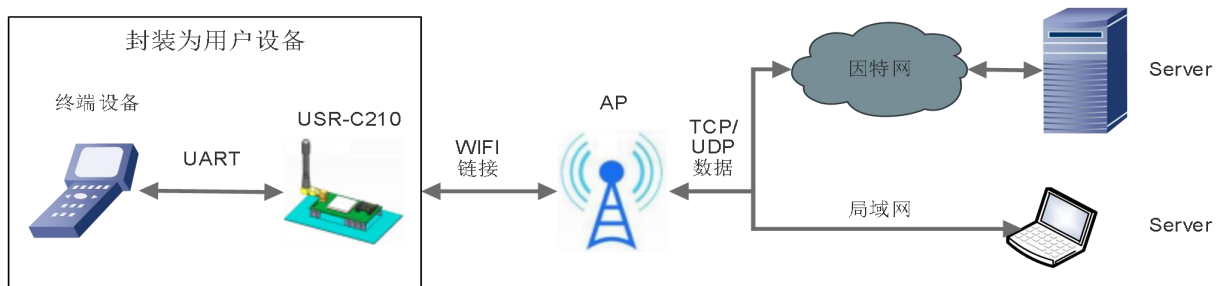 封装为用户设备
终端设备
USR-C210
UART
WIFI
链接
AP
TCP/
UDP
数据
因特网
Server
局域网
Server